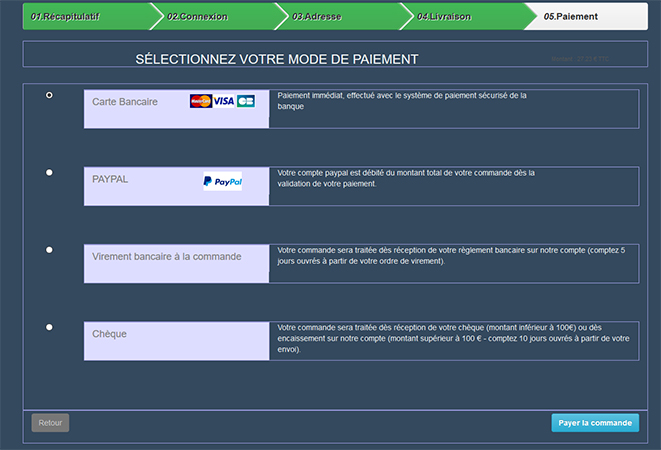 01.Récapitulatif
02.Connexion
03.Adresse
04.Livraison
05.Paiement
SÉLECTIONNEZ VOTRE MODE DE PAIEMENT
Carte Bancaire
MasterCard
VISA
CB
Paiement immédiat, effectué avec le système de paiement sécurisé de la
banque
PAYPAL
PayPal
Votre compte paypal est débité du montant total de votre commande dès la
validation de votre paiement.
Virement bancaire à la commande
Votre commande sera traitée dès réception de votre règlement bancaire sur notre compte (comptez 5
jours ouvrés à partir de votre ordre de virement).
Chèque
Votre commande sera traitée dès réception de votre chèque (montant inférieur à 100€) ou dès
encaissement sur notre compte (montant supérieur à 100 € - comptez 10 jours ouvrés à partir de votre
envoi).
Retour
Payer la commande